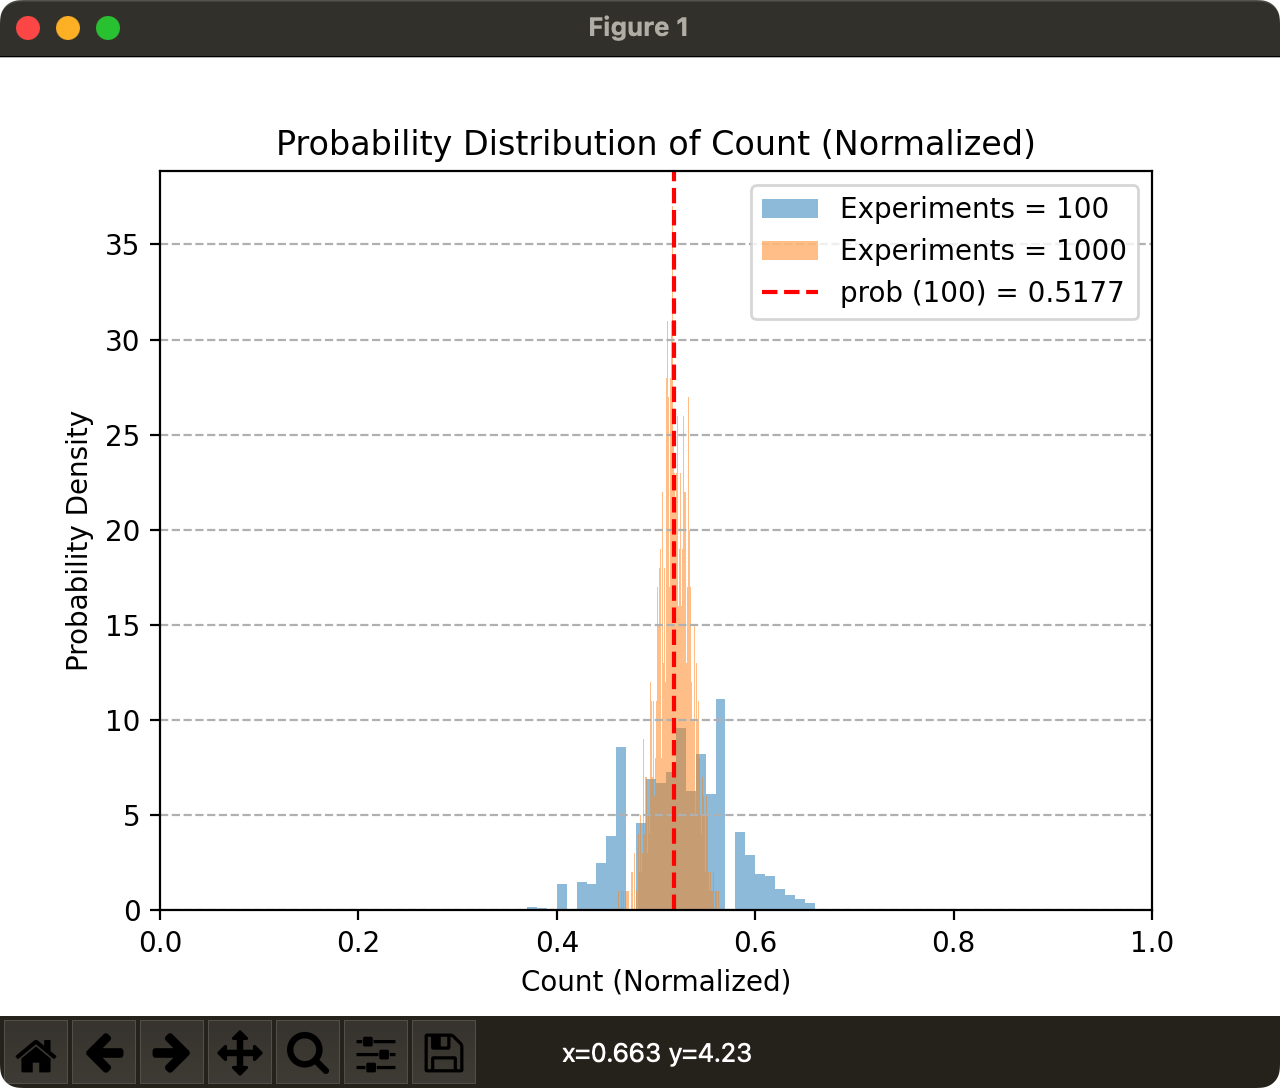 Figure 1
Probability Distribution of Count (Normalized)
Experiments = 100
Experiments = 1000
prob (100) = 0.5177
35
30
25
20
15
10
5
0
Probability Density
0.0 0.2 0.4 0.6 0.8 1.0
Count (Normalized)
x=0.663 y=4.23